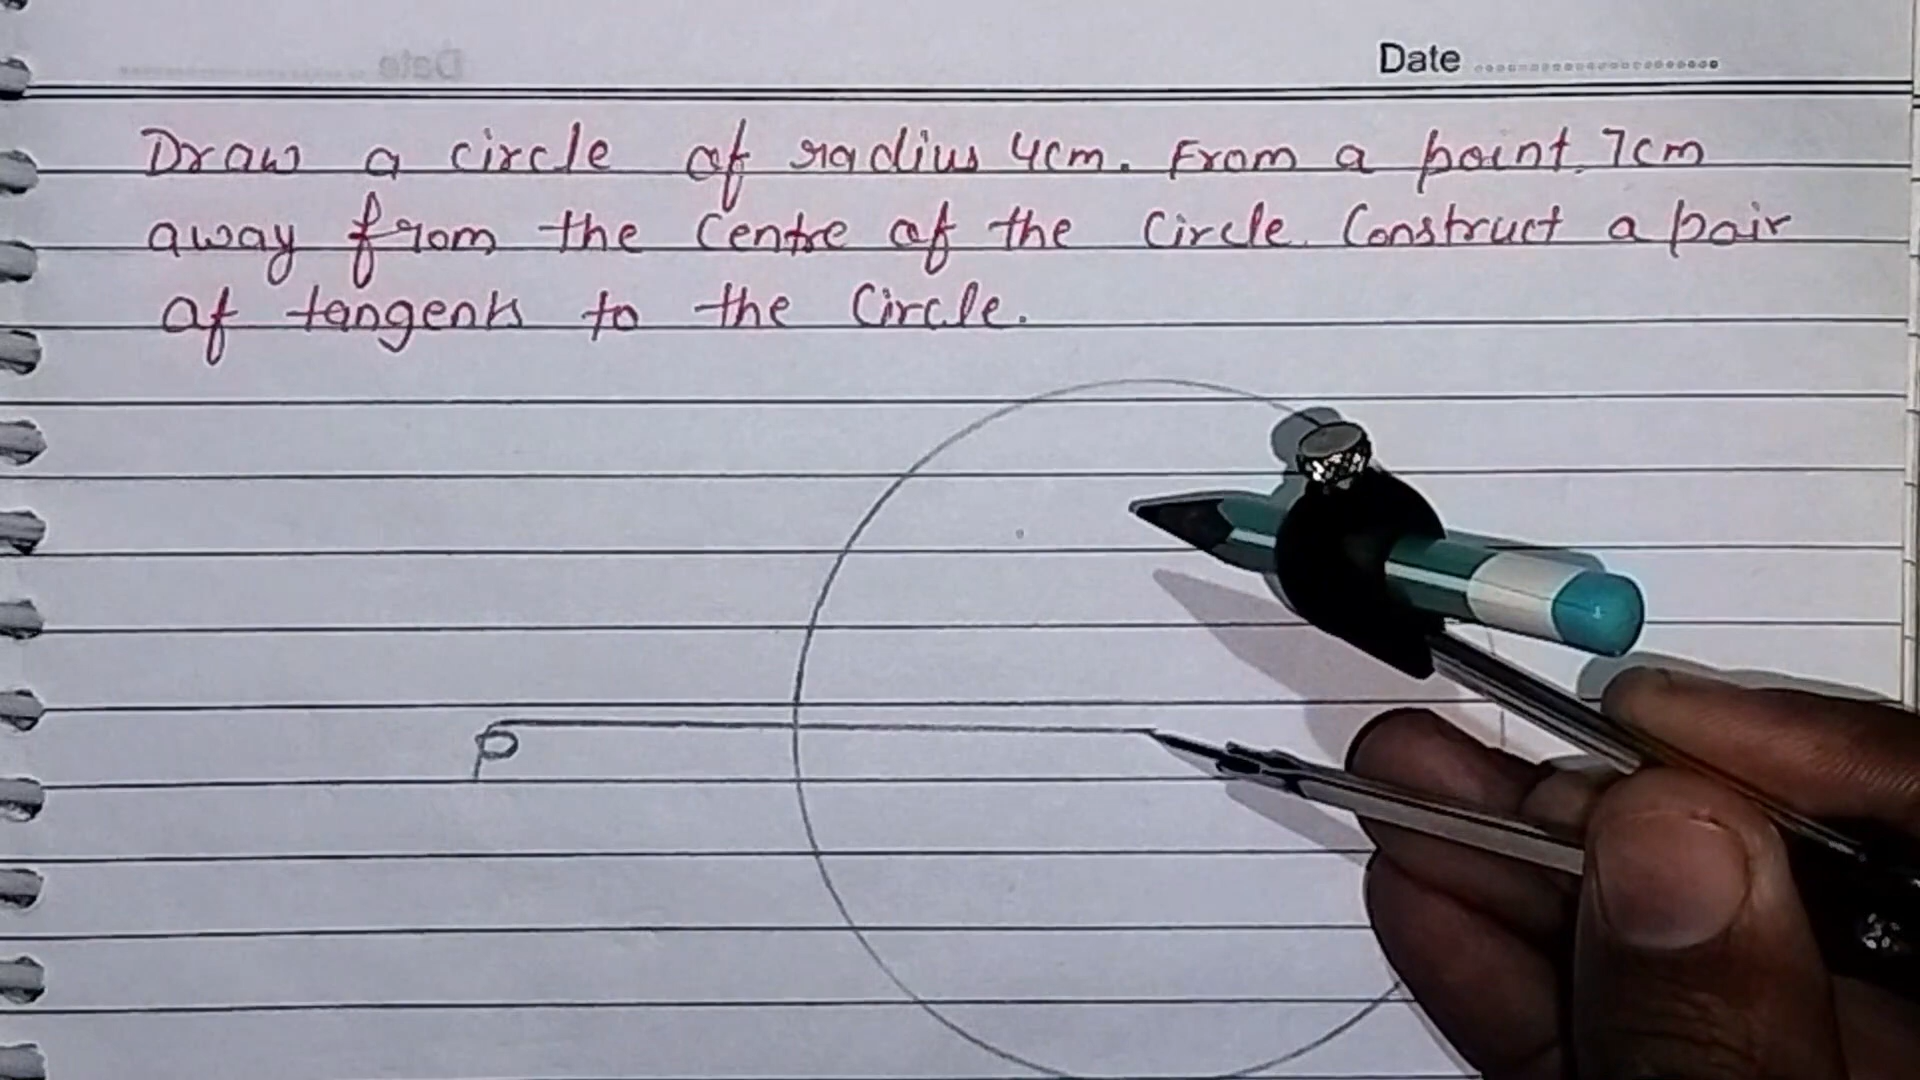 Date ........................
Draw a circle of radius 4cm. From a point 7cm
away from the Centre of the Circle. Construct a pair
of tangents to the Circle.
P